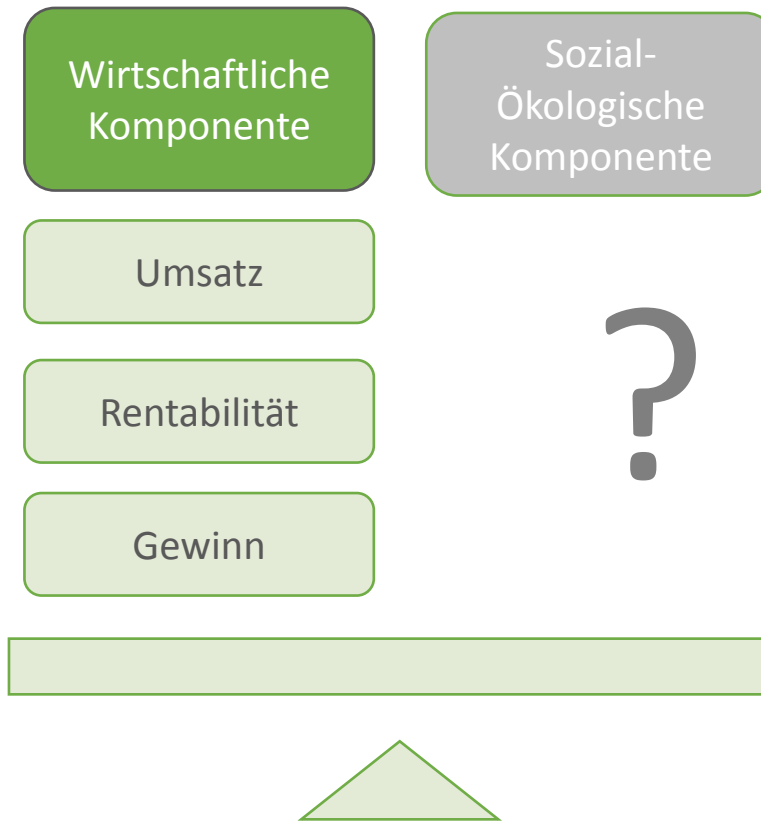 Wirtschaftliche
Komponente
Sozial-
Ökologische
Komponente
Umsatz
Rentabilität
Gewinn
?